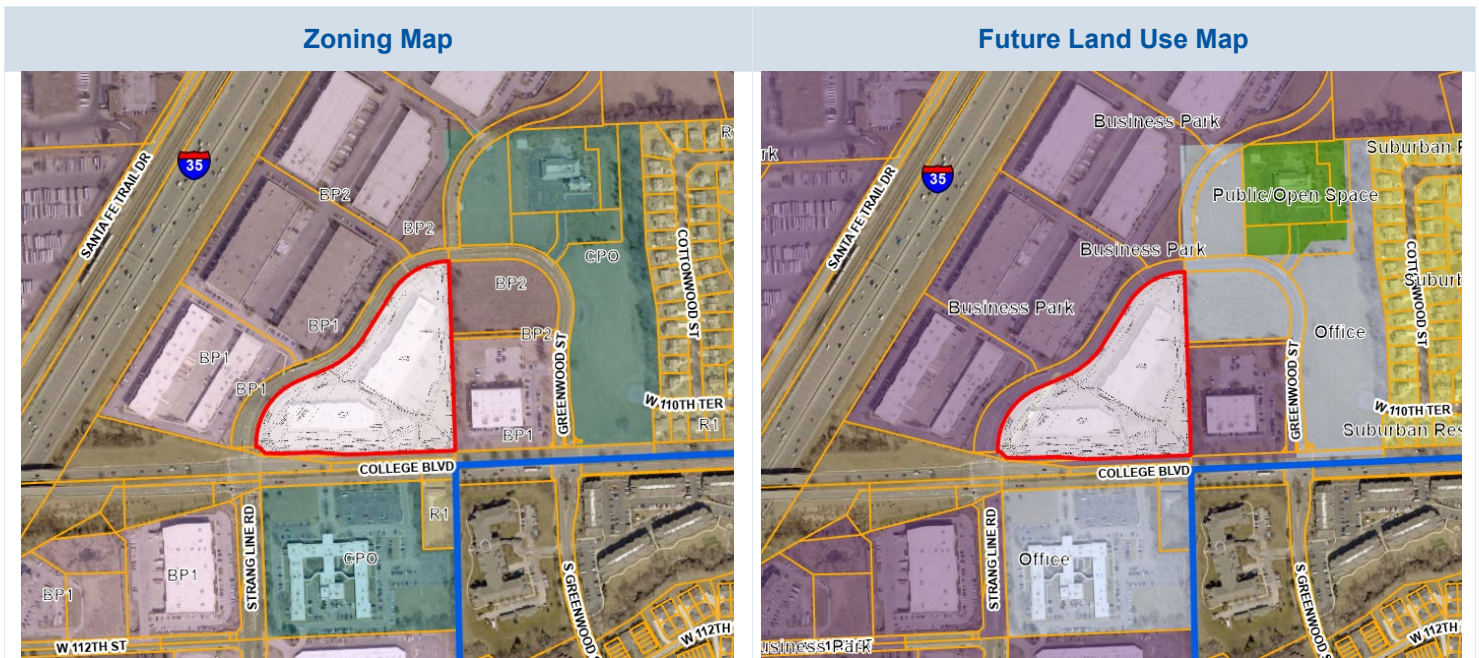 Zoning Map
Future Land Use Map
35
SANTA FE TRAIL DR
BP2
BP2
R
CPO
COTTONWOOD ST
BP2
BP1
BP2
BP1
BP1
GREENWOOD ST
W 110TH TER
BP1
R1
COLLEGE BLVD
R1
STRANG LINE RD
CPO
BP1
BP1
S GREENWOOD S
W 112TH ST
W 112TH
rk
Business Park
Suburban R
35
SANTA FE TRAIL DR
Public/Open Space
Business Park
COTTONWOOD ST
Suburb
Business Park
Office
GREENWOOD ST
W 110TH TER
Suburban Res
COLLEGE BLVD
STRANG LINE RD
Office
S GREENWOOD S
W 112TH
usiness Park